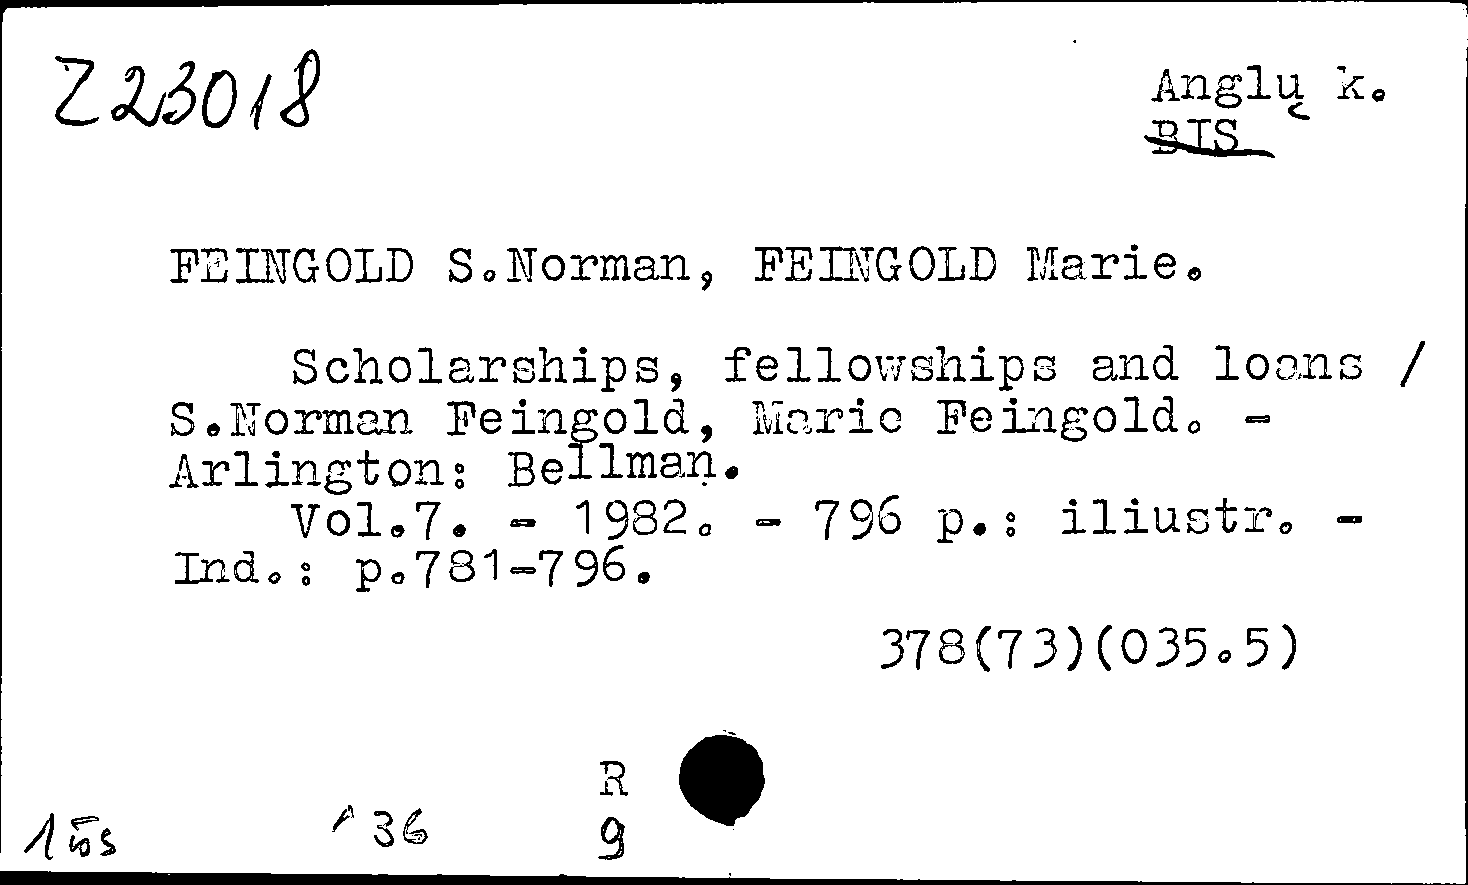 Z23018
Anglų k.
BIS
FEINGOLD S.Norman, FEINGOLD Marie.
Scholarships, fellowships and loans /
S.Norman Feingold, Marie Feingold. -
Arlington: Bellman.
Vol.7. - 1982. - 796 p.: iliustr. -
Ind.: p.781-796.
378(73)(035.5)
R
36
9